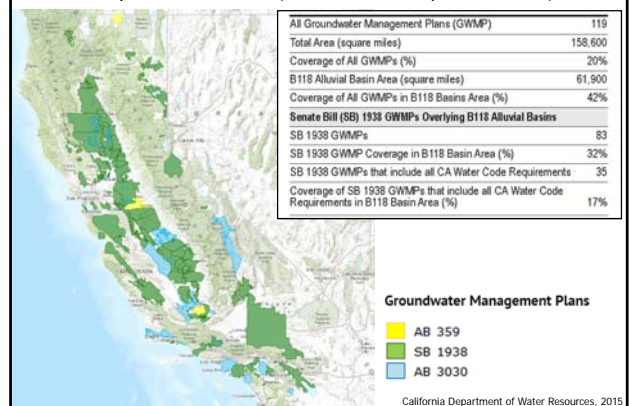 All Groundwater Management Plans (GWMP) 119
Total Area (square miles) 158,600
Coverage of All GWMPs (%) 20%
B118 Alluvial Basin Area (square miles) 61,900
Coverage of All GWMPs in B118 Basins Area (%) 42%
Senate Bill (SB) 1938 GWMPs Overlying B118 Alluvial Basins
SB 1938 GWMPs 83
SB 1938 GWMP Coverage in B118 Basin Area (%) 32%
SB 1938 GWMPs that include all CA Water Code Requirements 35
Coverage of SB 1938 GWMPs that include all CA Water Code
Requirements in B118 Basin Area (%) 17%
Groundwater Management Plans
AB 359
SB 1938
AB 3030
California Department of Water Resources, 2015